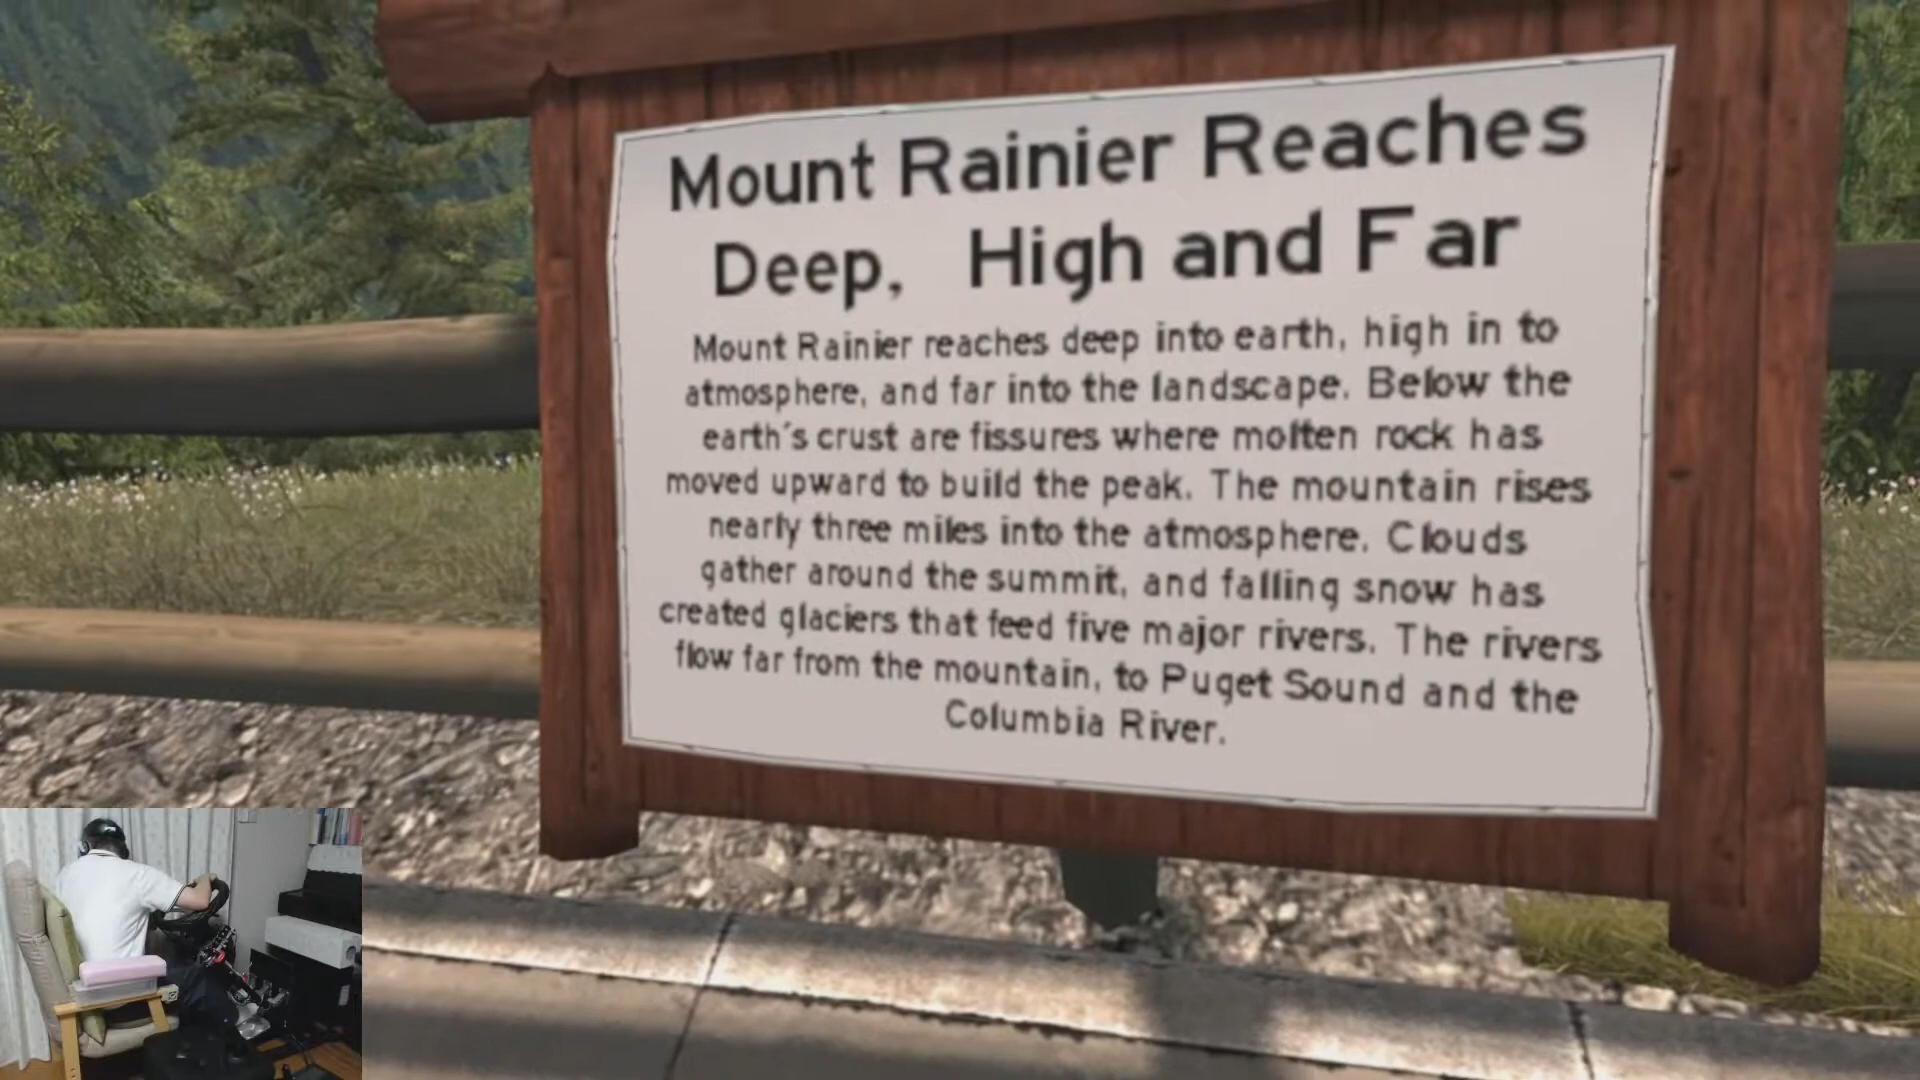 Mount Rainier Reaches
Deep, High and Far
Mount Rainier reaches deep into earth, high in to
atmosphere, and far into the landscape. Below the
earth's crust are fissures where molten rock has
moved upward to build the peak. The mountain rises
nearly three miles into the atmosphere. Clouds
gather around the summit, and falling snow has
created glaciers that feed five major rivers. The rivers
flow far from the mountain, to Puget Sound and the
Columbia River.